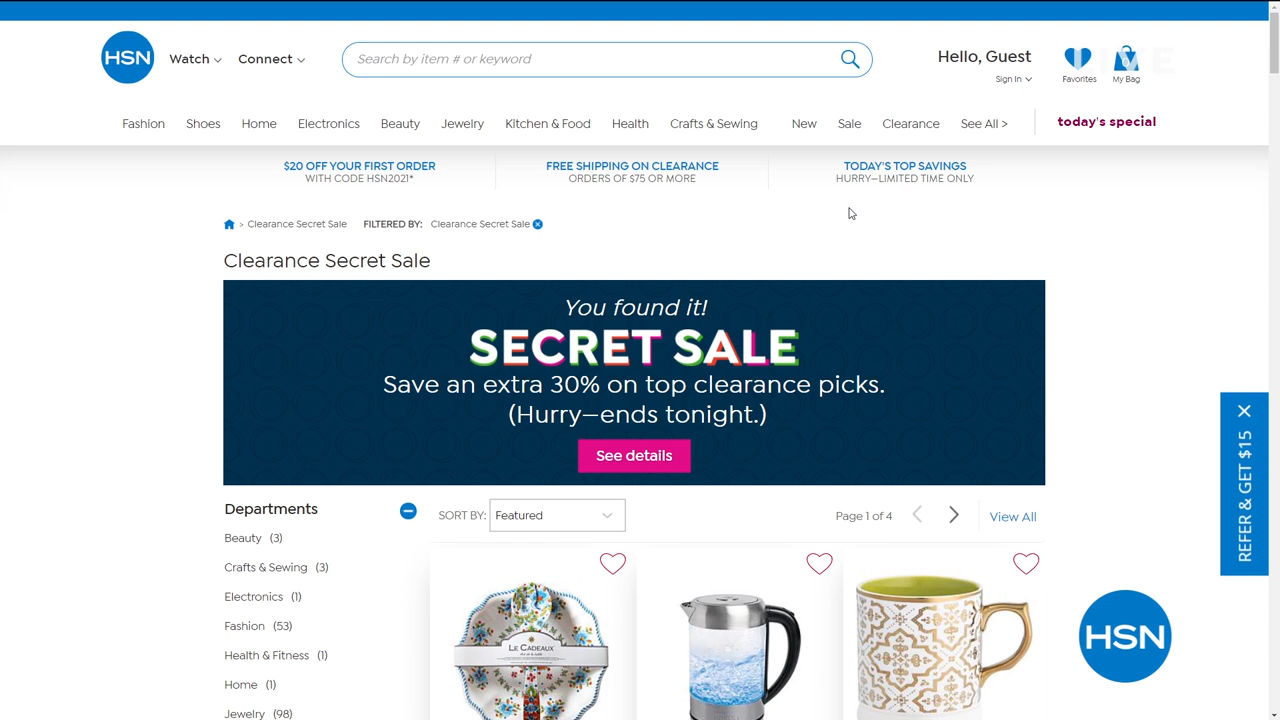 HSN
Watch
Connect
Search by item # or keyword
Hello, Guest
Sign In
Favorites
My Bag
Fashion
Shoes
Home
Electronics
Beauty
Jewelry
Kitchen & Food
Health
Crafts & Sewing
New
Sale
Clearance
See All >
today's special
$20 OFF YOUR FIRST ORDER
WITH CODE HSN2021*
FREE SHIPPING ON CLEARANCE
ORDERS OF $75 OR MORE
TODAY'S TOP SAVINGS
HURRY—LIMITED TIME ONLY
> Clearance Secret Sale
FILTERED BY: Clearance Secret Sale
Clearance Secret Sale
You found it!
SECRET SALE
Save an extra 30% on top clearance picks.
(Hurry—ends tonight.)
See details
REFER & GET $15
Departments
SORT BY: Featured
Page 1 of 4
View All
Beauty (3)
Crafts & Sewing (3)
Electronics (1)
Fashion (53)
Health & Fitness (1)
Home (1)
Jewelry (98)
LE CADEAUX
HSN